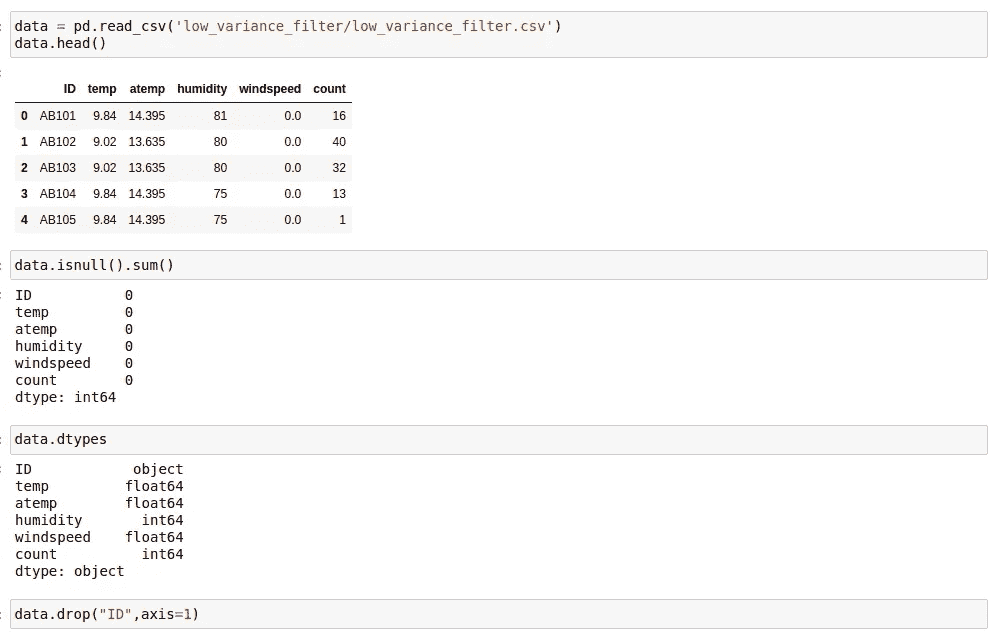 data = pd.read_csv('low_variance_filter/low_variance_filter.csv')
data.head()
ID temp atemp humidity windspeed count
0 AB101 9.84 14.395 81 0.0 16
1 AB102 9.02 13.635 80 0.0 40
2 AB103 9.02 13.635 80 0.0 32
3 AB104 9.84 14.395 75 0.0 13
4 AB105 9.84 14.395 75 0.0 1
data.isnull().sum()
ID 0
temp 0
atemp 0
humidity 0
windspeed 0
count 0
dtype: int64
data.dtypes
ID object
temp float64
atemp float64
humidity int64
windspeed float64
count int64
dtype: object
data.drop("ID",axis=1)